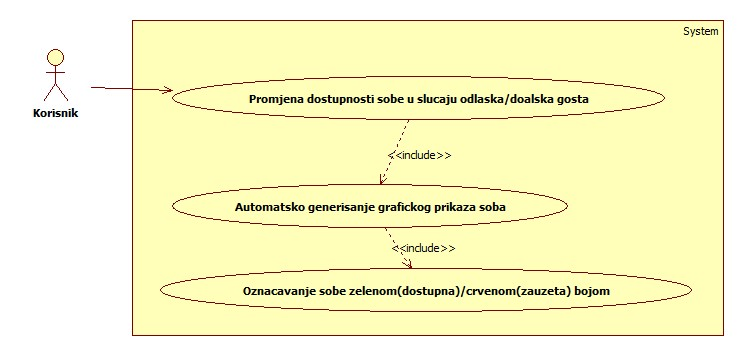 System
Korisnik
Promjena dostupnosti sobe u slucaju odlaska/doalska gosta
<<include>>
Automatsko generisanje grafickog prikaza soba
<<include>>
Oznacavanje sobe zelenom(dostupna)/crvenom(zauzeta) bojom